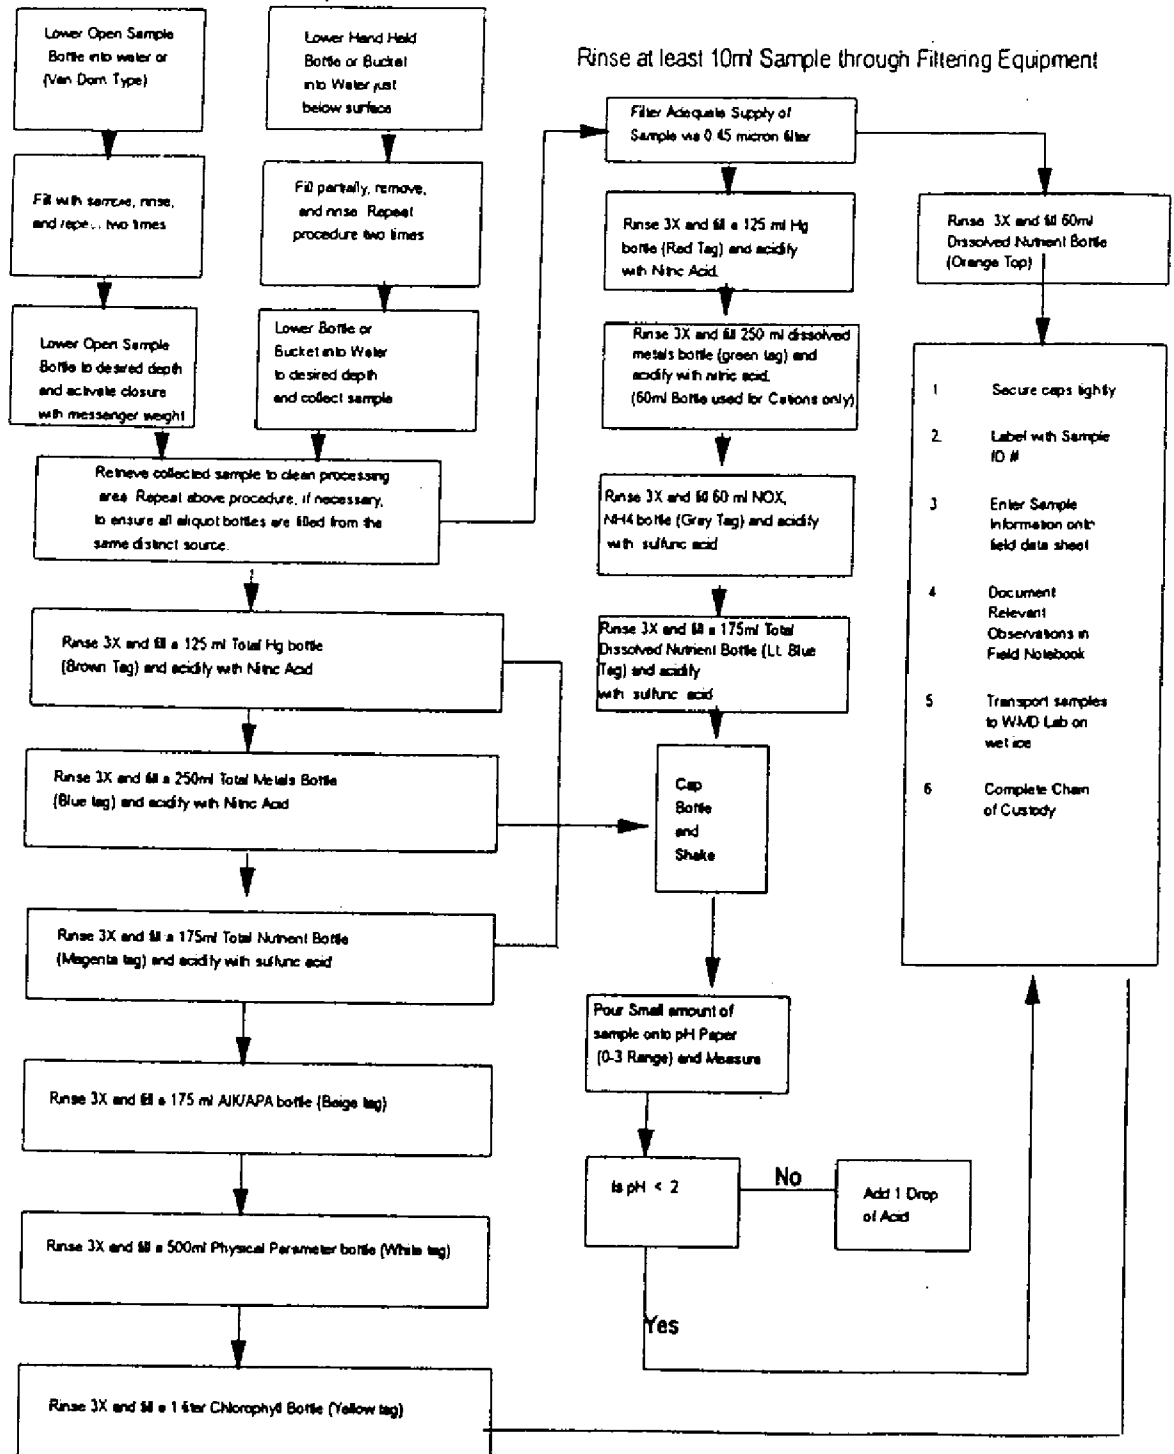 Lower Open Sample
Bottle into water or
(Van Dorn Type)
Lower Hand Held
Bottle or Bucket
into Water just
below surface
Rinse at least 10ml Sample through Filtering Equipment
Filter Adequate Supply of
Sample via 0.45 micron filter
Fill with sample, rinse,
and repe... two times
Fill partially, remove,
and rinse. Repeat
procedure two times
Rinse 3X and fill a 125 ml Hg
bottle (Red Tag) and acidify
with Nitric Acid.
Rinse 3X and fill 60ml
Dissolved Nutrient Bottle
(Orange Top)
Lower Open Sample
Bottle to desired depth
and activate closure
with messenger weight
Lower Bottle or
Bucket into Water
to desired depth
and collect sample
Rinse 3X and fill 250 ml dissolved
metals bottle (green tag) and
acidify with nitric acid.
(60ml Bottle used for Cations only)
Retrieve collected sample to clean processing
area. Repeat above procedure, if necessary,
to ensure all aliquot bottles are filled from the
same distinct source.
Rinse 3X and fill 60 ml NOX,
NH4 bottle (Gray Tag) and acidify
with sulfuric acid
Rinse 3X and fill a 125 ml Total Hg bottle
(Brown Tag) and acidify with Nitric Acid
Rinse 3X and fill a 175ml Total
Dissolved Nutrient Bottle (Lt. Blue
Tag) and acidify
with sulfuric acid
Rinse 3X and fill a 250ml Total Metals Bottle
(Blue tag) and acidify with Nitric Acid
Cap
Bottle
and
Shake
Rinse 3X and fill a 175ml Total Nutrient Bottle
(Magenta tag) and acidify with sulfuric acid
Pour Small amount of
sample onto pH Paper
(0-3 Range) and Measure
Rinse 3X and fill a 175 ml AlK/APA bottle (Beige tag)
Is pH < 2
No
Add 1 Drop
of Acid
Yes
Rinse 3X and fill a 500ml Physical Parameter bottle (White tag)
Rinse 3X and fill a 1 liter Chlorophyll Bottle (Yellow tag)
1 Secure caps tightly
2. Label with Sample
ID #
3 Enter Sample
Information onto
field data sheet
4 Document
Relevant
Observations in
Field Notebook
5 Transport samples
to WMD Lab on
wet ice
6 Complete Chain
of Custody